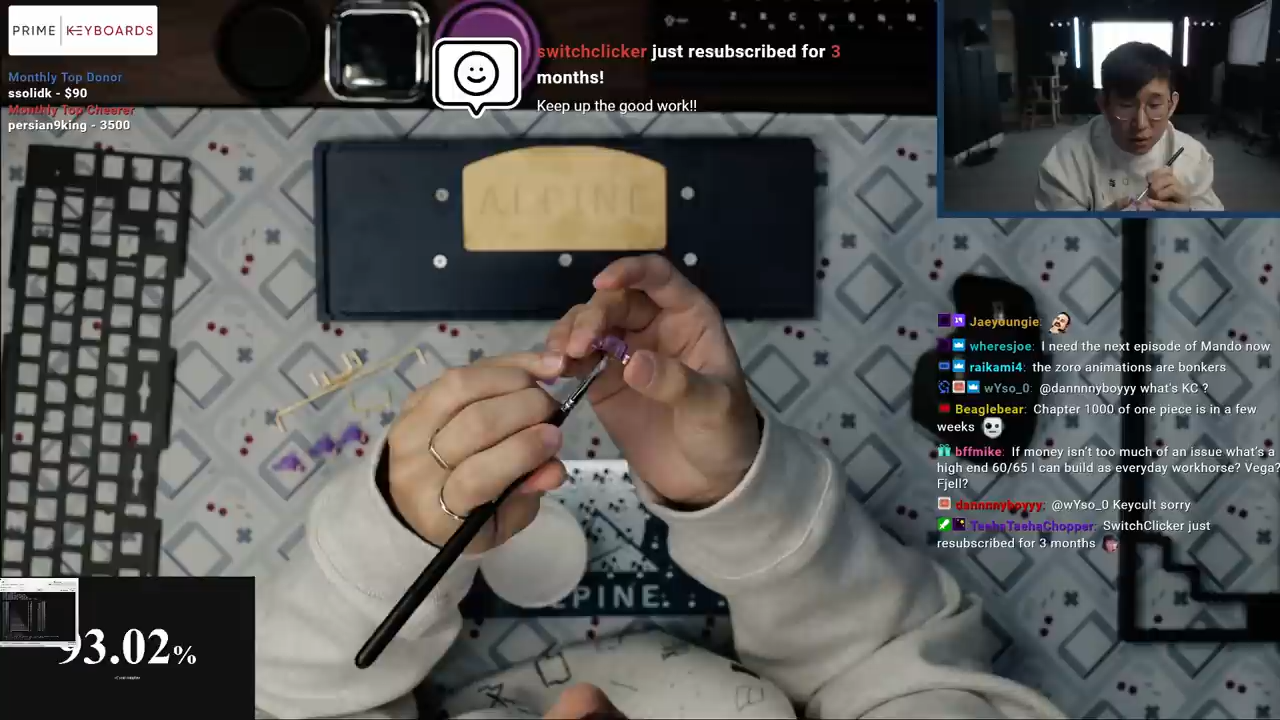 PRIME | KEYBOARDS
switchclicker just resubscribed for 3
months!
Keep up the good work!!
Monthly Top Donor
ssolidk - $90
Monthly Top Cheerer
persian9king - 3500
ALPINE
Jaeyoungie:
wheresjoe: I need the next episode of Mando now
raikami4: the zoro animations are bonkers
wYso_0: @dannnnyboyyy what's KC ?
Beaglebear: Chapter 1000 of one piece is in a few
weeks
bffmike: If money isn't too much of an issue what's a
high end 60/65 I can build as everyday workhorse? Vega?
Fjell?
dannnnyboyyy: @wYso_0 Keycult sorry
TaehaTaehaChopper: SwitchClicker just
resubscribed for 3 months
ALPINE
93.02%